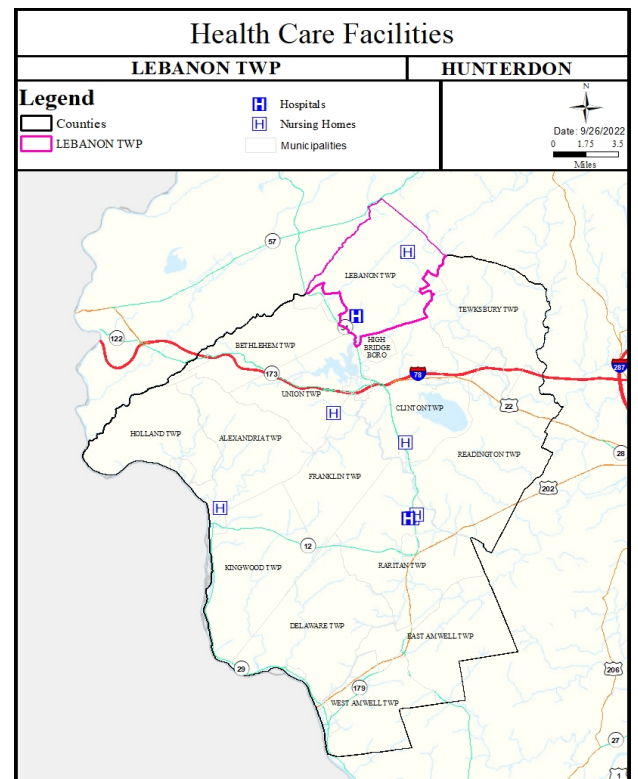 Health Care Facilities
LEBANON TWP
HUNTERDON
Legend
Counties
LEBANON TWP
H Hospitals
H Nursing Homes
Municipalities
N
Date: 9/26/2022
0 1.75 3.5
Miles
57
H
LEBANON TWP
H
TEWKSBURY TWP
122
BETHLEHEM TWP
HIGH
BRIDGE
BORO
173
78
287
UNION TWP
H
CLINTON TWP
22
HOLLAND TWP
ALEXANDRIA TWP
H
READINGTON TWP
28
FRANKLIN TWP
202
H
H
H
12
KINGWOOD TWP
RARITAN TWP
DELAWARE TWP
EAST AMWELL TWP
29
206
179
WEST AMWELL TWP
27
1